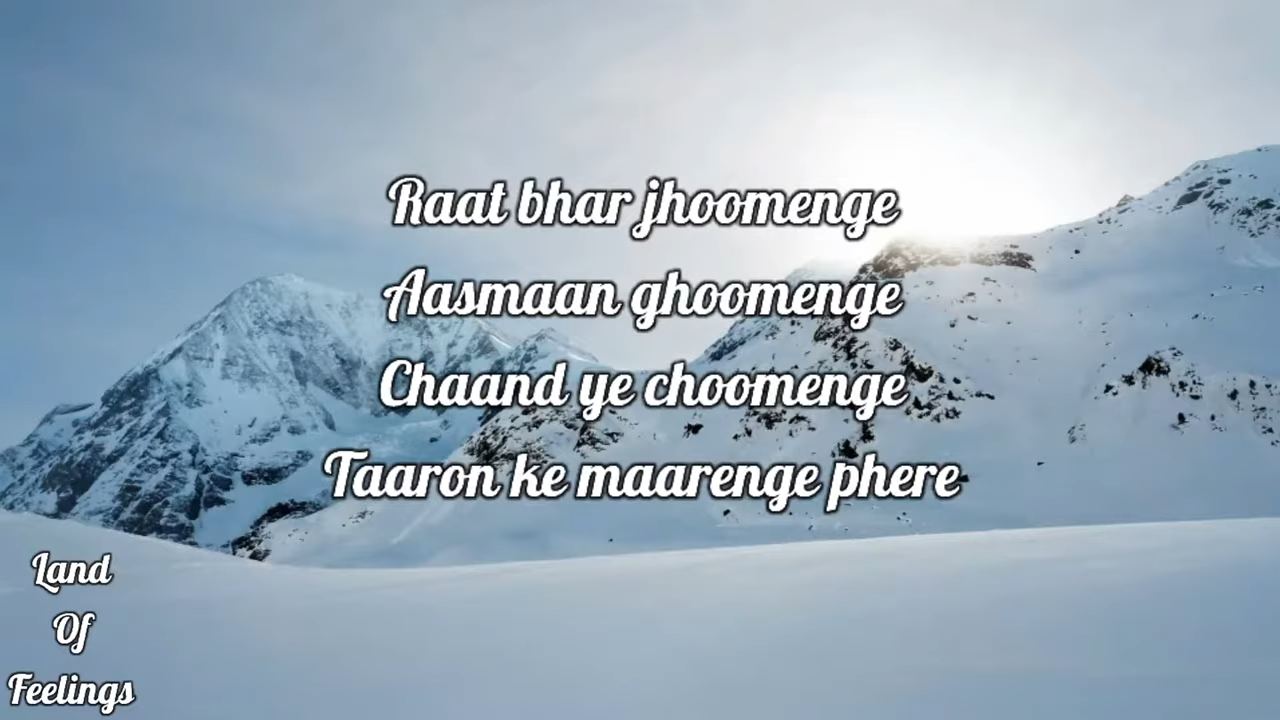 Raat bhar jhoomenge
Aasmaan ghoomenge
Chaand ye choomenge
Taaron ke maarenge phere
Land
Of
Feelings